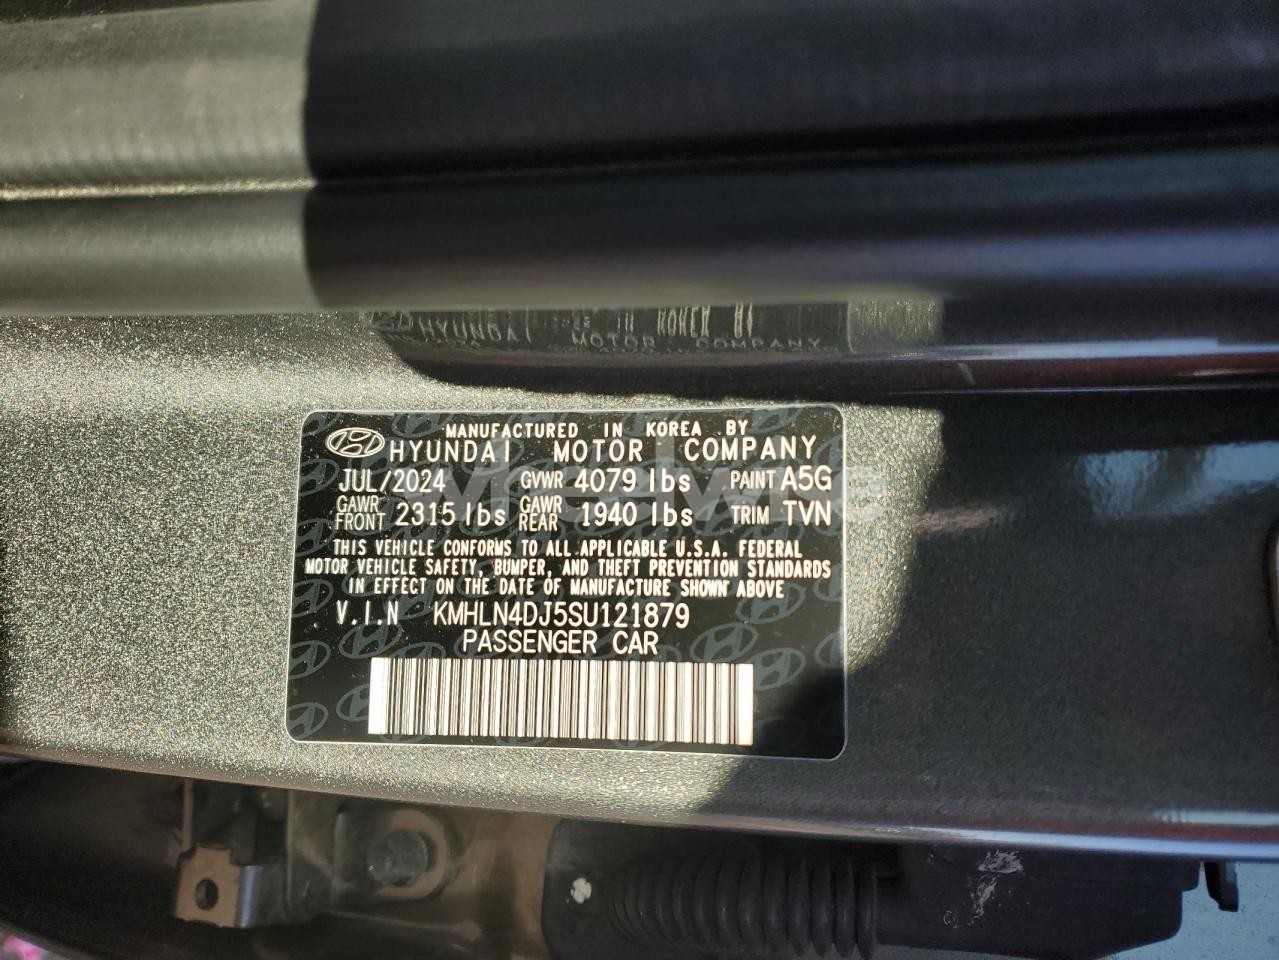 MANUFACTURED IN KOREA BY
HYUNDAI MOTOR COMPANY
JUL/2024 GVWR 4079 lbs PAINT A5G
GAWR FRONT 2315 lbs GAWR REAR 1940 lbs TRIM TVN
THIS VEHICLE CONFORMS TO ALL APPLICABLE U.S.A. FEDERAL
MOTOR VEHICLE SAFETY, BUMPER, AND THEFT PREVENTION STANDARDS
IN EFFECT ON THE DATE OF MANUFACTURE SHOWN ABOVE
V.I.N KMHLN4DJ5SU121879
PASSENGER CAR